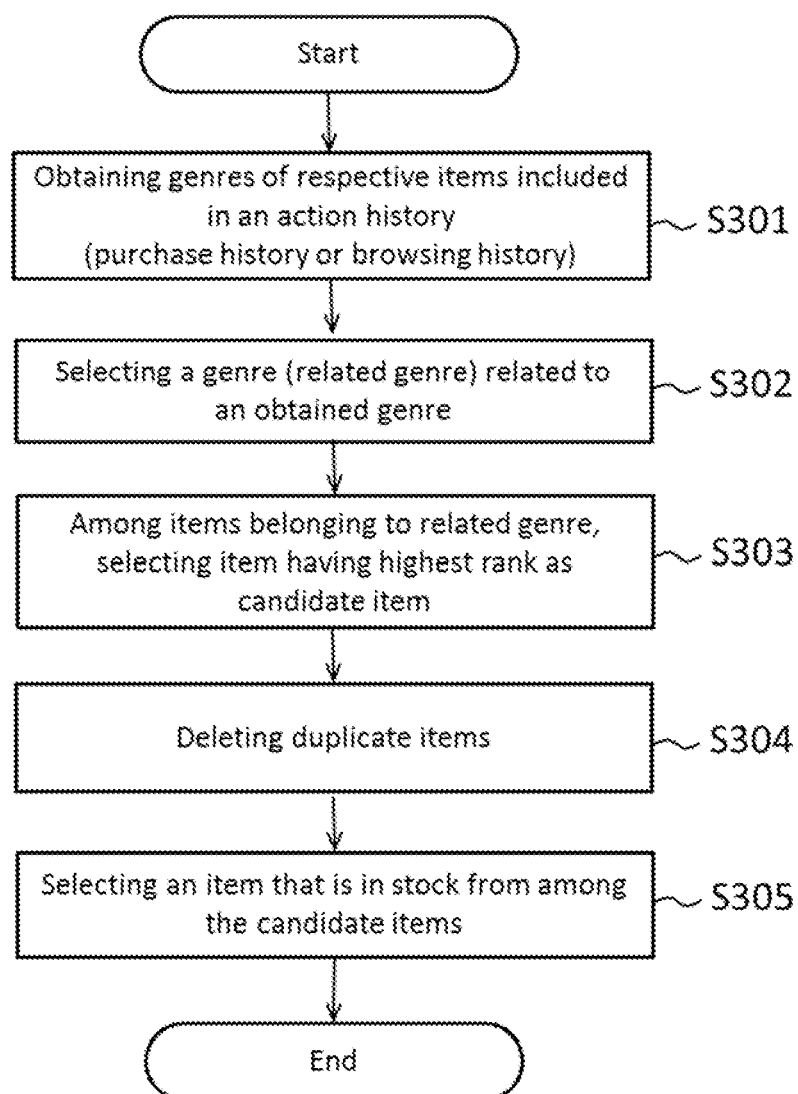 Start
Obtaining genres of respective items included
in an action history
(purchase history or browsing history)
S301
Selecting a genre (related genre) related to
an obtained genre
S302
Among items belonging to related genre,
selecting item having highest rank as
candidate item
S303
Deleting duplicate items
S304
Selecting an item that is in stock from among
the candidate items
S305
End